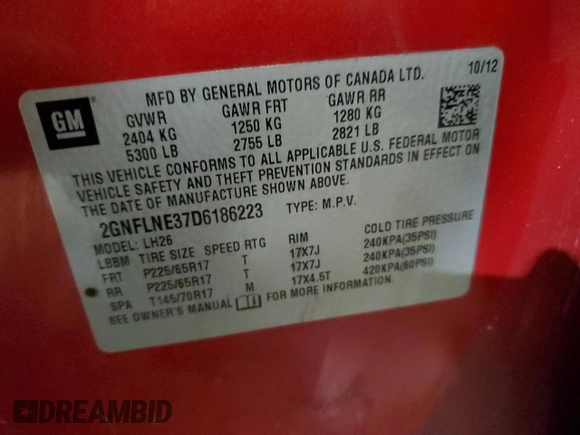 MFD BY GENERAL MOTORS OF CANADA LTD.
10/12
GM
GVWR GAWR FRT GAWR RR
2404 KG 1250 KG 1280 KG
5300 LB 2755 LB 2821 LB
THIS VEHICLE CONFORMS TO ALL APPLICABLE U.S. FEDERAL MOTOR
VEHICLE SAFETY AND THEFT PREVENTION STANDARDS IN EFFECT ON
THE DATE OF MANUFACTURE SHOWN ABOVE.
2GNFLNE37D6186223 TYPE: M.P.V.
MODEL: LH26
LBBM TIRE SIZE SPEED RTG RIM COLD TIRE PRESSURE
FRT P225/65R17 T 17X7J 240KPA(35PSI)
RR P225/65R17 T 17X7J 240KPA(35PSI)
SPA T145/70R17 M 17X4.5T 420KPA(60PSI)
SEE OWNER'S MANUAL FOR MORE INFORMATION.
DREAMBID